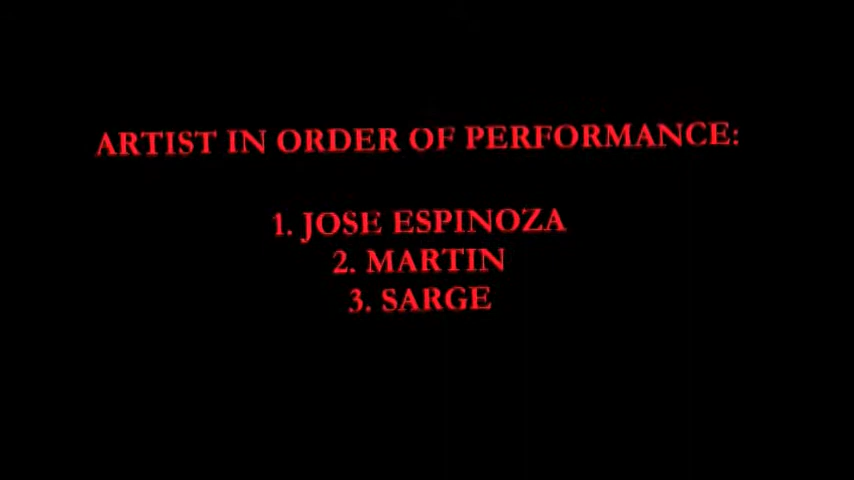 ARTIST IN ORDER OF PERFORMANCE:
1. JOSE ESPINOZA
2. MARTIN
3. SARGE